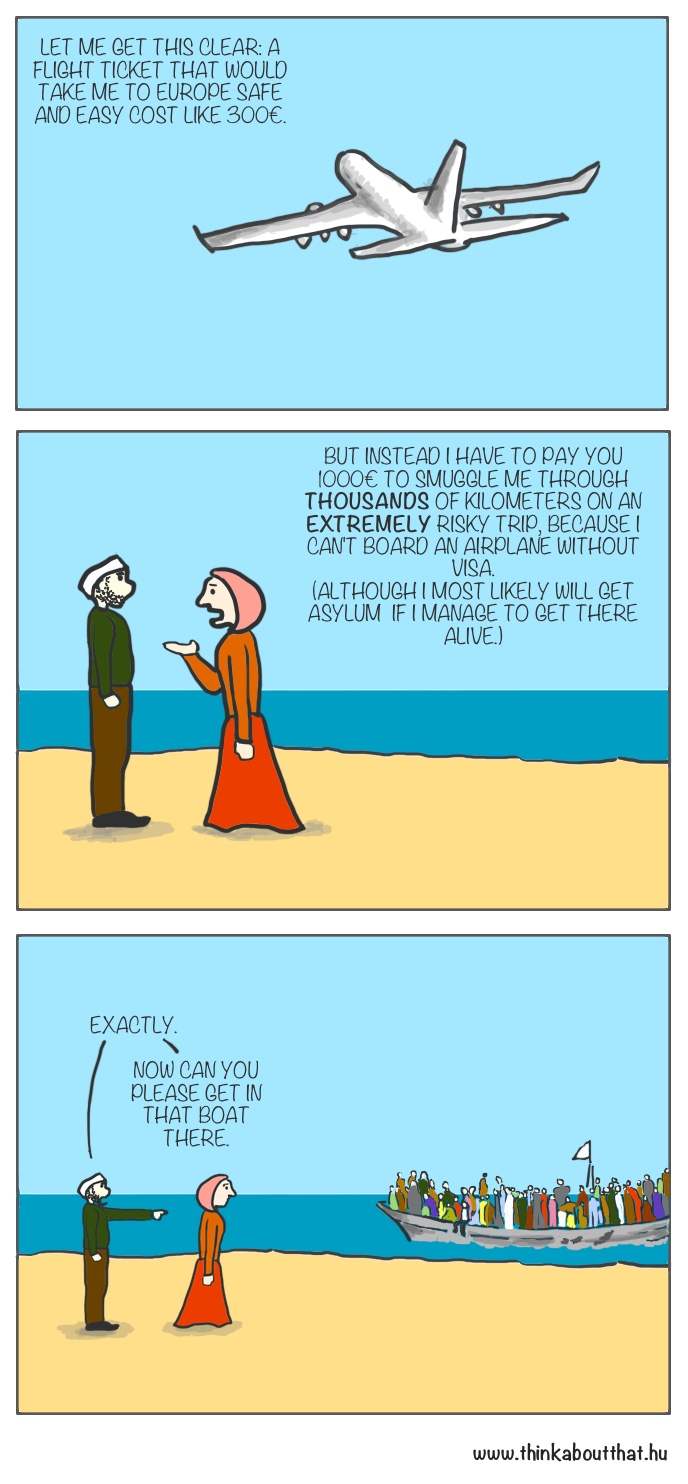 LET ME GET THIS CLEAR: A
FLIGHT TICKET THAT WOULD
TAKE ME TO EUROPE SAFE
AND EASY COST LIKE 300€.
BUT INSTEAD I HAVE TO PAY YOU
1000€ TO SMUGGLE ME THROUGH
THOUSANDS OF KILOMETERS ON AN
EXTREMELY RISKY TRIP, BECAUSE I
CAN'T BOARD AN AIRPLANE WITHOUT
VISA.
(ALTHOUGH I MOST LIKELY WILL GET
ASYLUM IF I MANAGE TO GET THERE
ALIVE.)
EXACTLY.
NOW CAN YOU
PLEASE GET IN
THAT BOAT
THERE.
www.thinkaboutthat.hu